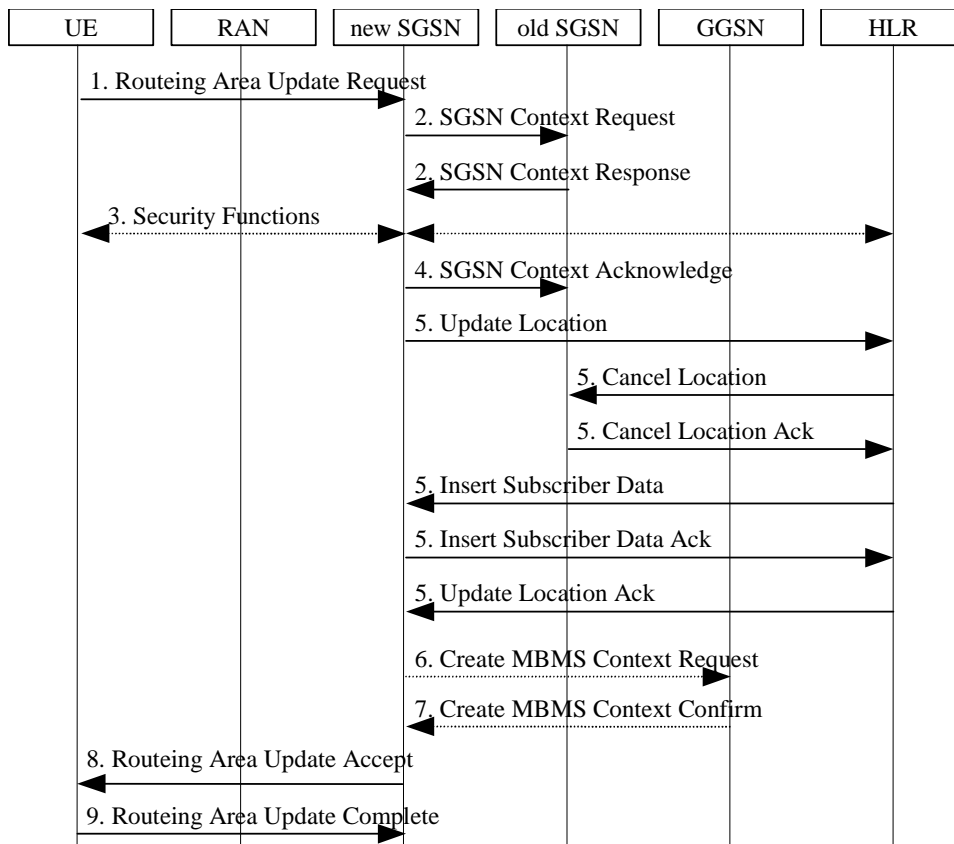 UE
RAN
new SGSN
old SGSN
GGSN
HLR
1. Routeing Area Update Request
2. SGSN Context Request
2. SGSN Context Response
3. Security Functions
4. SGSN Context Acknowledge
5. Update Location
5. Cancel Location
5. Cancel Location Ack
5. Insert Subscriber Data
5. Insert Subscriber Data Ack
5. Update Location Ack
6. Create MBMS Context Request
7. Create MBMS Context Confirm
8. Routeing Area Update Accept
9. Routeing Area Update Complete